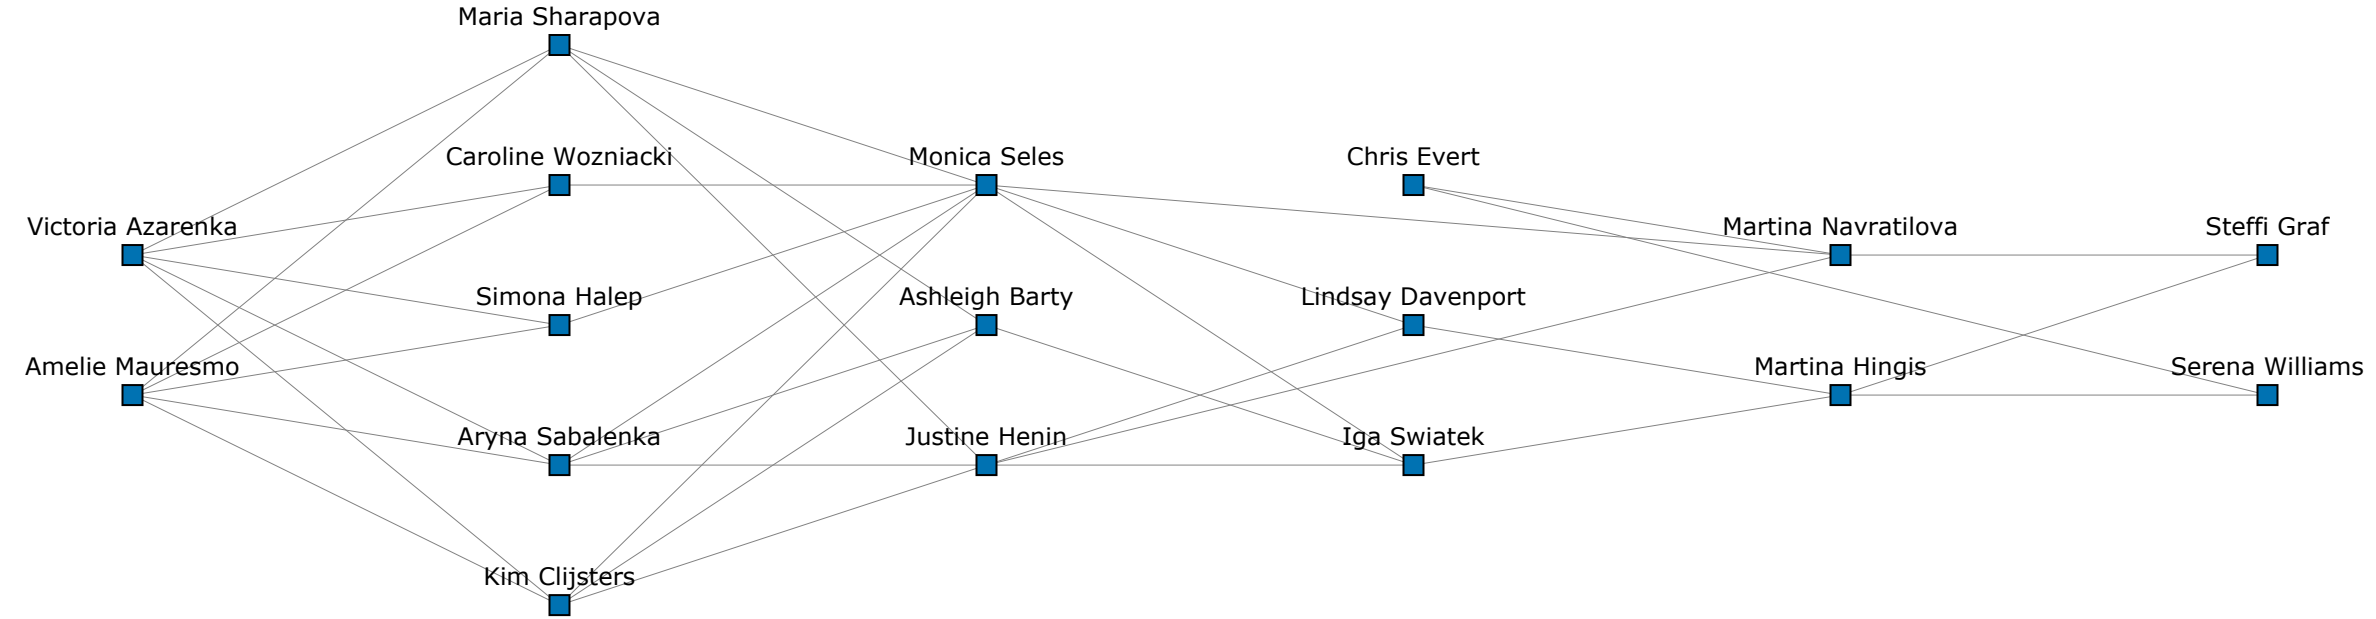 Maria Sharapova
Caroline Wozniacki
Monica Seles
Chris Evert
Victoria Azarenka
Martina Navratilova
Steffi Graf
Simona Halep
Ashleigh Barty
Lindsay Davenport
Amelie Mauresmo
Martina Hingis
Serena Williams
Aryna Sabalenka
Justine Henin
Iga Swiatek
Kim Clijsters